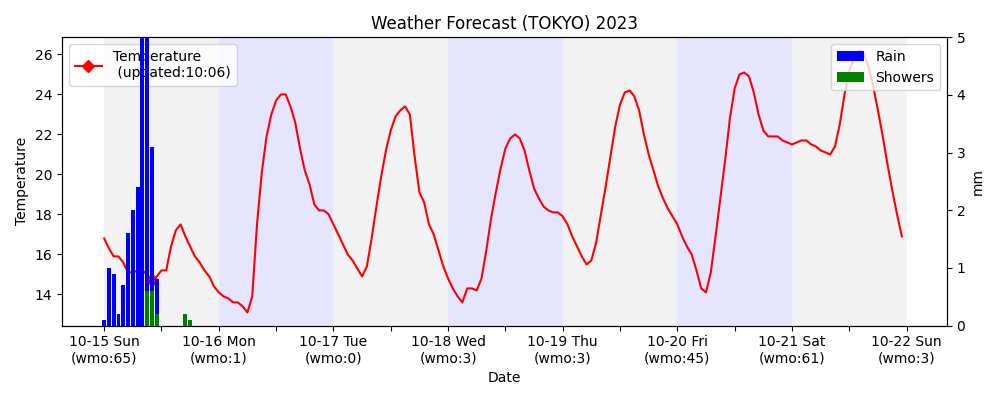 Weather Forecast (TOKYO) 2023
Temperature
(updated:10:06)
Rain
Showers
26
24
22
20
18
16
14
Temperature
5
4
3
2
1
0
mm
10-15 Sun
(wmo:65)
10-16 Mon
(wmo:1)
10-17 Tue
(wmo:0)
10-18 Wed
(wmo:3)
10-19 Thu
(wmo:3)
10-20 Fri
(wmo:45)
10-21 Sat
(wmo:61)
10-22 Sun
(wmo:3)
Date